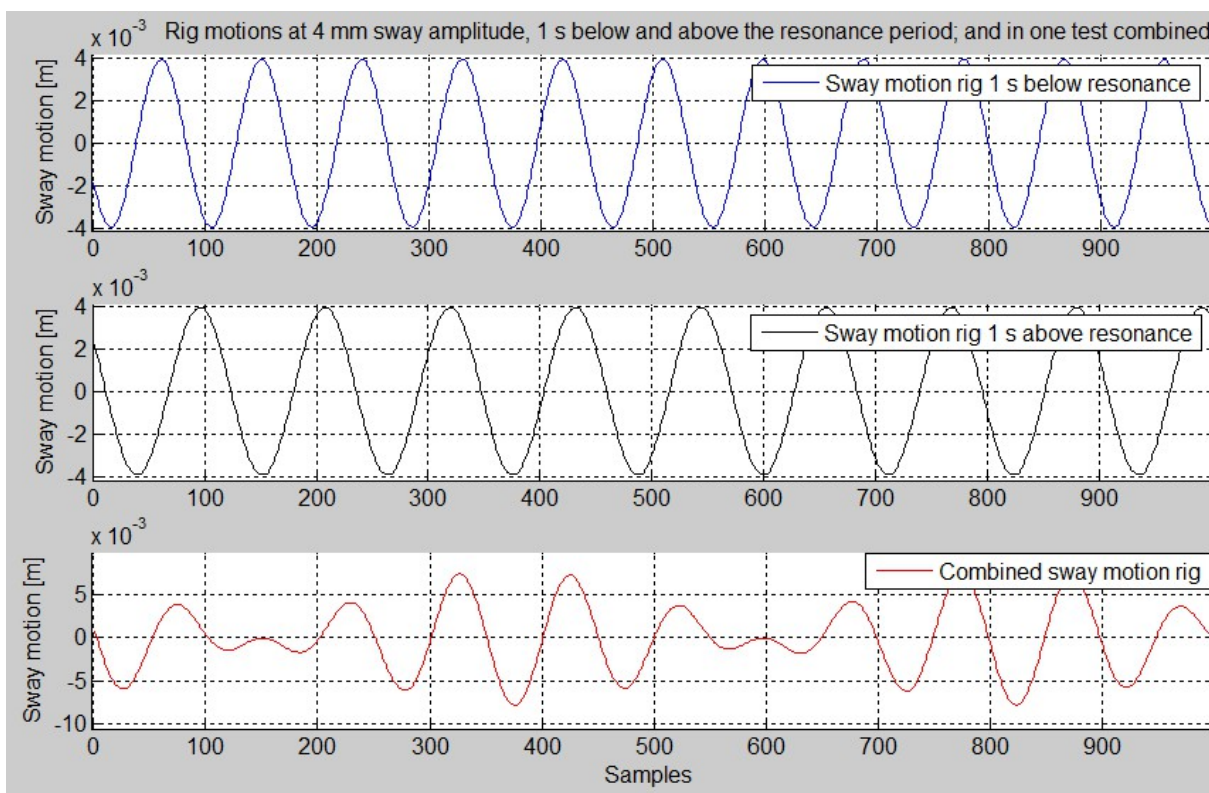 Rig motions at 4 mm sway amplitude, 1 s below and above the resonance period; and in one test combined
x 10-3
4
2
0
-2
-4
Sway motion [m]
Sway motion rig 1 s below resonance
0 100 200 300 400 500 600 700 800 900
x 10-3
4
2
0
-2
-4
Sway motion [m]
Sway motion rig 1 s above resonance
0 100 200 300 400 500 600 700 800 900
x 10-3
5
0
-5
-10
Sway motion [m]
Combined sway motion rig
0 100 200 300 400 500 600 700 800 900
Samples